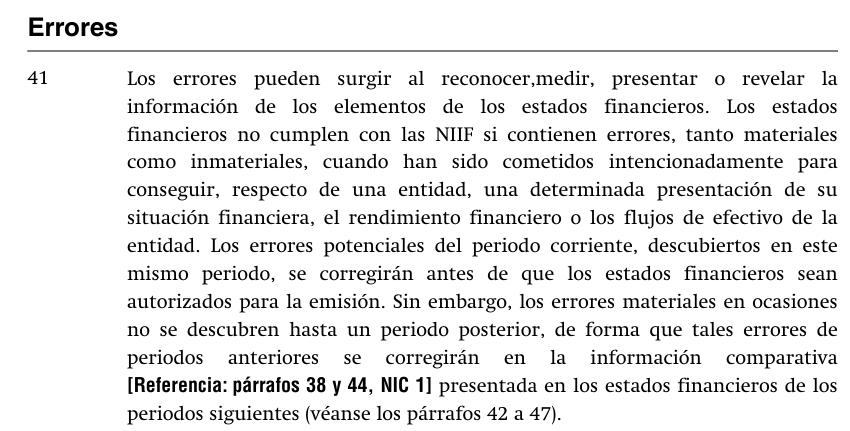 Errores
41 Los errores pueden surgir al reconocer,medir, presentar o revelar la
información de los elementos de los estados financieros. Los estados
financieros no cumplen con las NIIF si contienen errores, tanto materiales
como inmateriales, cuando han sido cometidos intencionadamente para
conseguir, respecto de una entidad, una determinada presentación de su
situación financiera, el rendimiento financiero o los flujos de efectivo de la
entidad. Los errores potenciales del periodo corriente, descubiertos en este
mismo periodo, se corregirán antes de que los estados financieros sean
autorizados para la emisión. Sin embargo, los errores materiales en ocasiones
no se descubren hasta un periodo posterior, de forma que tales errores de
periodos anteriores se corregirán en la información comparativa
[Referencia: párrafos 38 y 44, NIC 1] presentada en los estados financieros de los
periodos siguientes (véanse los párrafos 42 a 47).